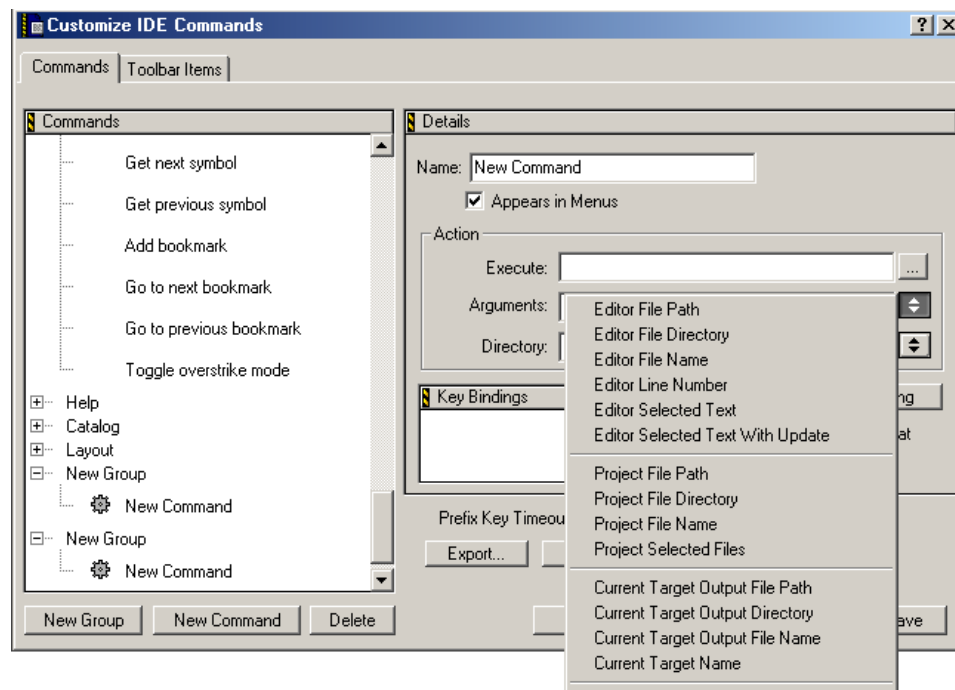 Customize IDE Commands
Commands
Toolbar Items
Commands
Get next symbol
Get previous symbol
Add bookmark
Go to next bookmark
Go to previous bookmark
Toggle overstrike mode
Help
Catalog
Layout
New Group
New Command
New Group
New Command
New Group
New Command
Delete
Details
Name: New Command
Appears in Menus
Action
Execute:
...
Arguments:
Directory:
Key Bindings
ng
at
Prefix Key Timeou
Export...
ave
Editor File Path
Editor File Directory
Editor File Name
Editor Line Number
Editor Selected Text
Editor Selected Text With Update
Project File Path
Project File Directory
Project File Name
Project Selected Files
Current Target Output File Path
Current Target Output Directory
Current Target Output File Name
Current Target Name